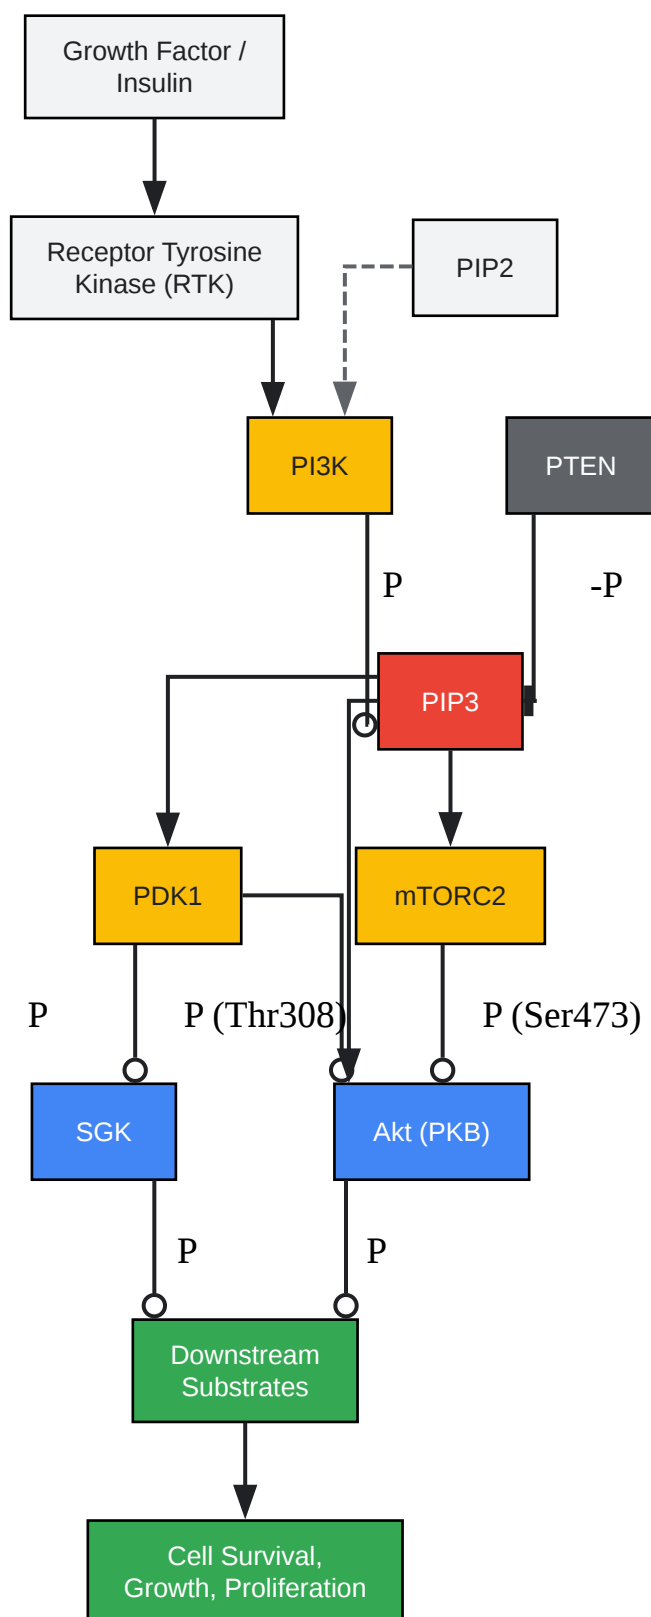 Growth Factor /
Insulin
Receptor Tyrosine
Kinase (RTK)
PIP2
PI3K
PTEN
P
-P
PIP3
PDK1
mTORC2
P
P (Thr308)
P (Ser473)
SGK
Akt (PKB)
P
P
Downstream
Substrates
Cell Survival,
Growth, Proliferation